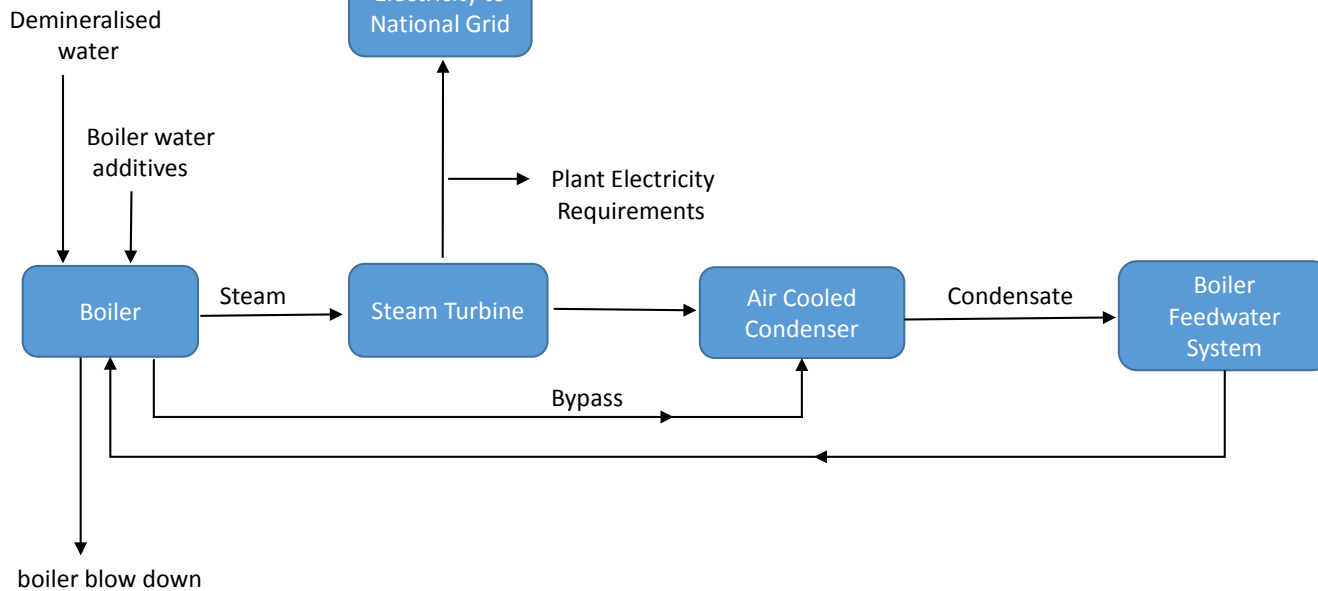 Demineralised
water
Electricity to
National Grid
Boiler water
additives
Plant Electricity
Requirements
Boiler
Steam
Steam Turbine
Air Cooled
Condenser
Condensate
Boiler
Feedwater
System
Bypass
boiler blow down